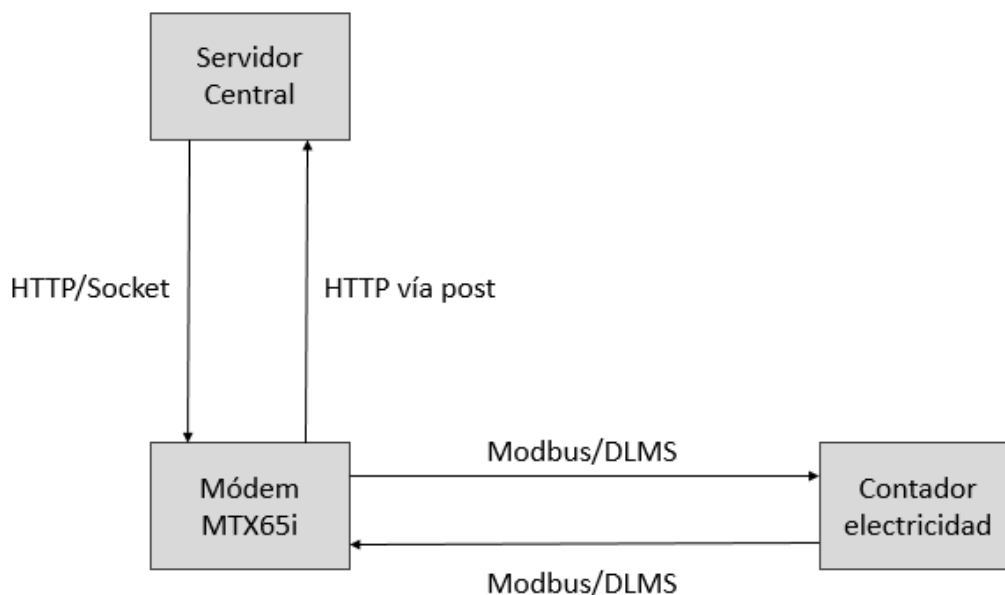 Servidor
Central
HTTP/Socket
HTTP vía post
Modbus/DLMS
Módem
MTX65i
Contador
electricidad
Modbus/DLMS